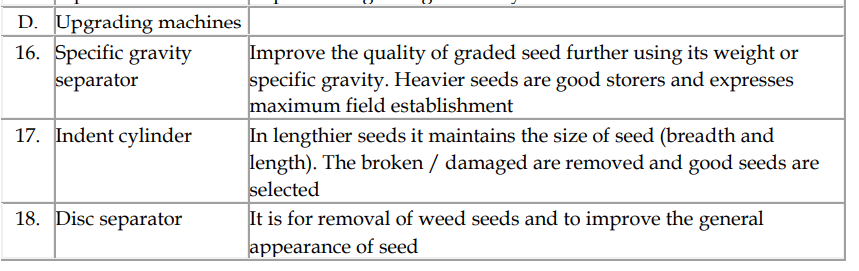 D. Upgrading machines
16. Specific gravity separator
Improve the quality of graded seed further using its weight or
specific gravity. Heavier seeds are good storers and expresses
maximum field establishment
17. Indent cylinder
In lengthier seeds it maintains the size of seed (breadth and
length). The broken / damaged are removed and good seeds are
selected
18. Disc separator
It is for removal of weed seeds and to improve the general
appearance of seed